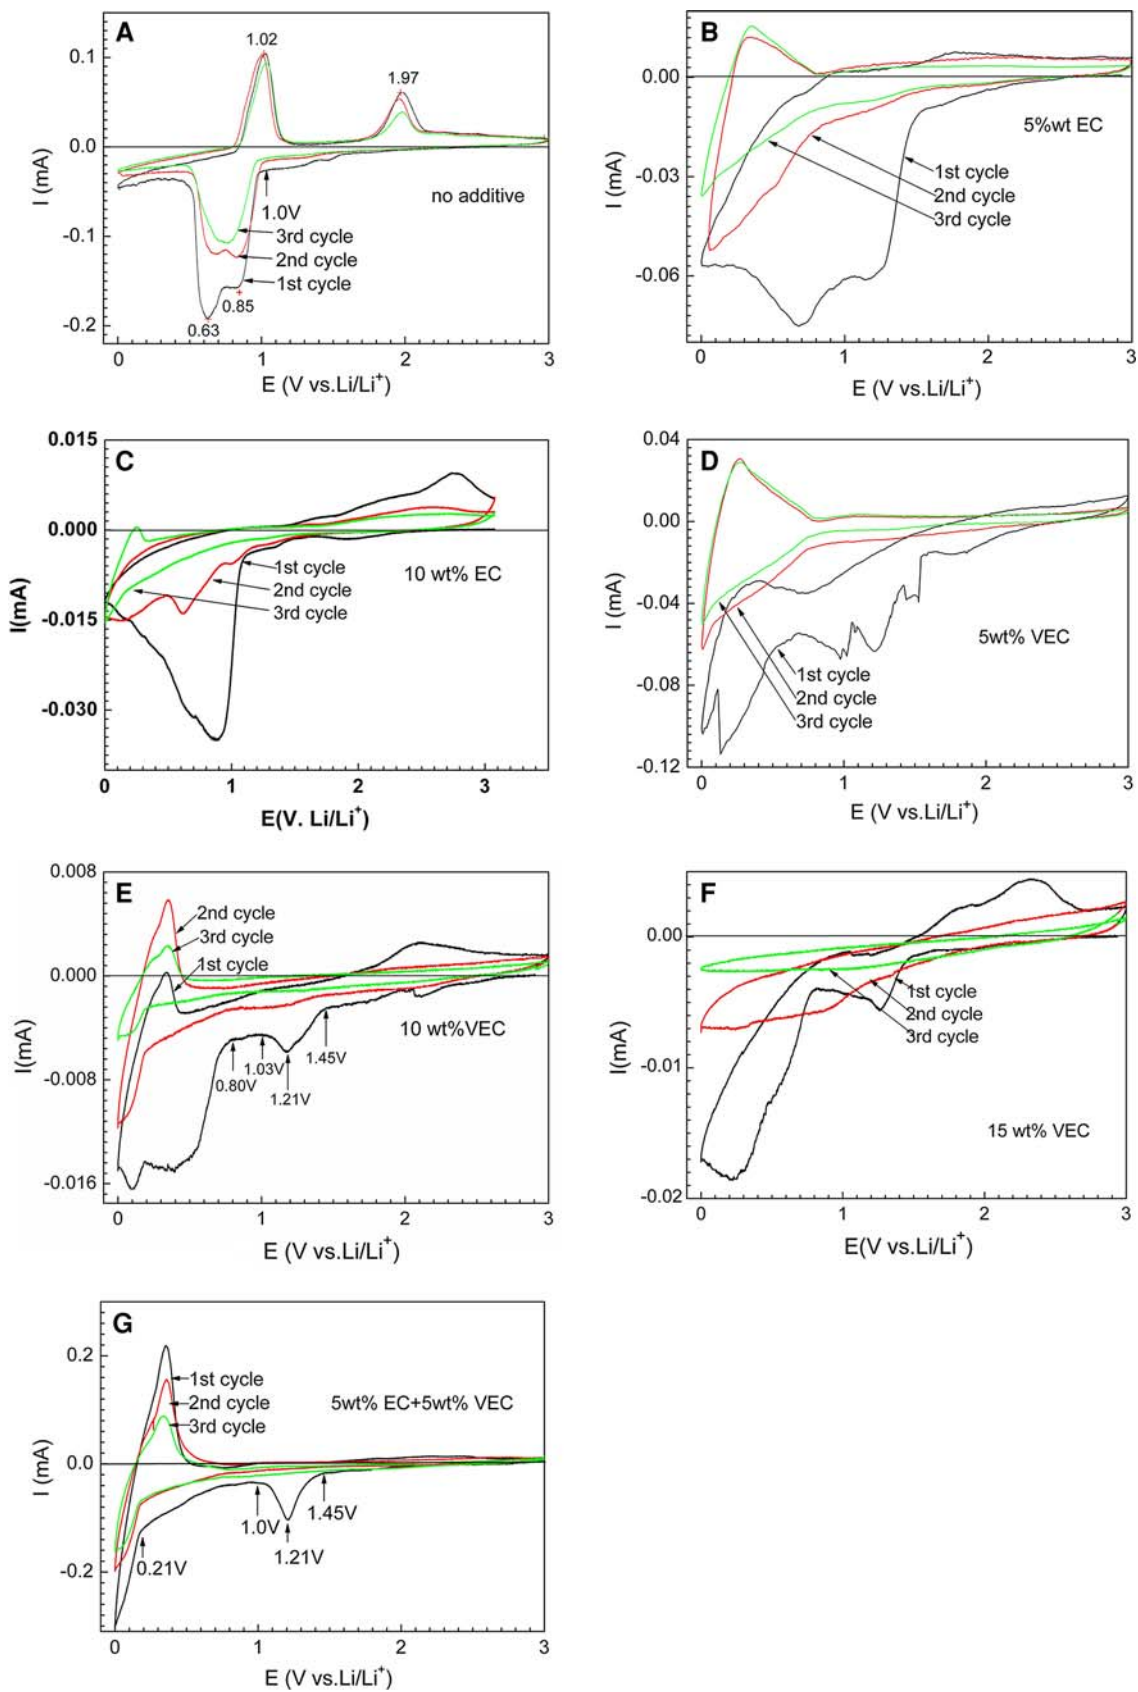 A
0.1
0.0
-0.1
-0.2
I (mA)
1.02
1.97
no additive
1.0V
3rd cycle
2nd cycle
1st cycle
0.85
0.63
0 1 2 3
E (V vs.Li/Li+)
B
0.00
-0.03
-0.06
I (mA)
5%wt EC
1st cycle
2nd cycle
3rd cycle
0 1 2 3
E (V vs.Li/Li+)
C
0.015
0.000
-0.015
-0.030
I(mA)
1st cycle
10 wt% EC
2nd cycle
3rd cycle
0 1 2 3
E(V. Li/Li+)
D
0.04
0.00
-0.04
-0.08
-0.12
I (mA)
5wt% VEC
1st cycle
2nd cycle
3rd cycle
0 1 2 3
E (V vs.Li/Li+)
E
0.008
0.000
-0.008
-0.016
I(mA)
2nd cycle
3rd cycle
1st cycle
10 wt%VEC
1.45V
1.03V
0.80V
1.21V
0 1 2 3
E (V vs.Li/Li+)
F
0.00
-0.01
-0.02
I(mA)
1st cycle
2nd cycle
3rd cycle
15 wt% VEC
0 1 2 3
E(V vs.Li/Li+)
G
0.2
0.0
-0.2
I (mA)
1st cycle
2nd cycle
3rd cycle
5wt% EC+5wt% VEC
1.45V
1.0V
1.21V
0.21V
0 1 2 3
E (V vs.Li/Li+)